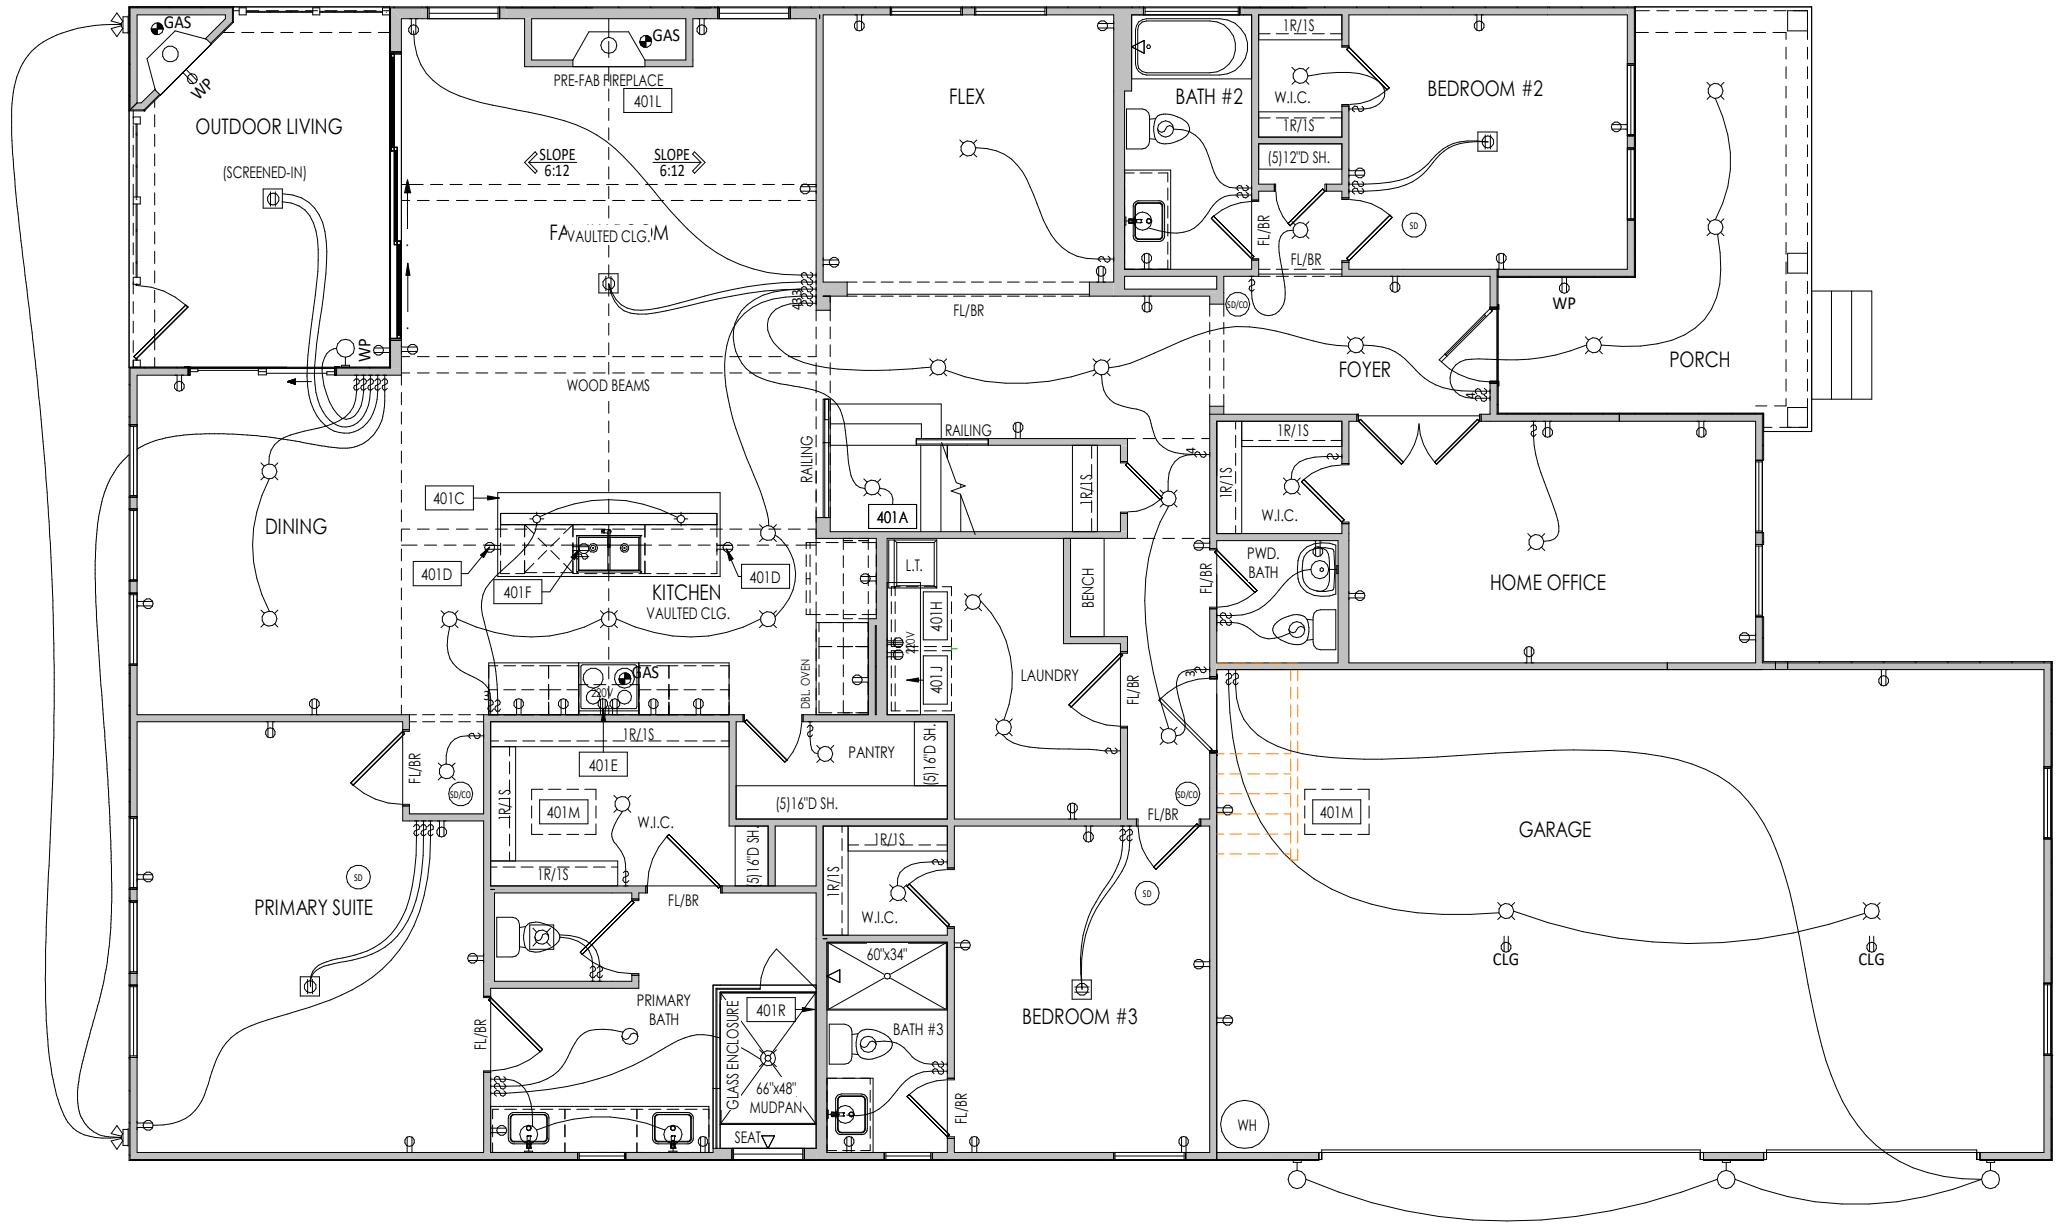 GAS
WP
OUTDOOR LIVING
(SCREENED-IN)
WP
PRE-FAB FIREPLACE
401L
GAS
SLOPE
6:12
SLOPE
6:12
VAULTED CLG.
WOOD BEAMS
FLEX
BATH #2
1R/1S
W.I.C.
1R/1S
(5)12"D SH.
BEDROOM #2
SD
FL/BR
FL/BR
FL/BR
SD/CO
WP
FOYER
PORCH
RAILING
RAILING
1R/1S
401A
401C
DINING
401D
401F
401D
KITCHEN
VAULTED CLG.
GAS
220V
DBL. OVEN
3
433
4
4
3
L.T.
401H
220V
401J
BENCH
LAUNDRY
FL/BR
FL/BR
1R/1S
1R/1S
W.I.C.
PWD.
BATH
HOME OFFICE
FL/BR
SD/CO
PRIMARY SUITE
SD
1R/1S
401E
1R/1S
401M
W.I.C.
1R/1S
PANTRY
(5)16"D SH.
(5)16"D SH.
(5)16"D SH.
FL/BR
SD/CO
FL/BR
1R/1S
1R/1S
W.I.C.
SD
401M
GARAGE
CLG
CLG
PRIMARY
BATH
FL/BR
GLASS ENCLOSURE
401R
66"x48"
MUDPAN
SEAT
60"x34"
BATH #3
FL/BR
BEDROOM #3
WH